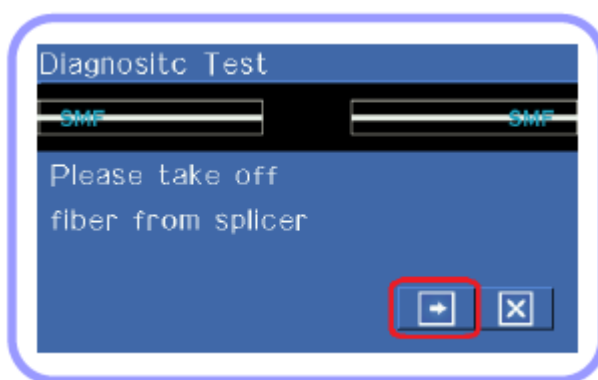 Diagnositc Test
SMF SMF
Please take off
fiber from splicer